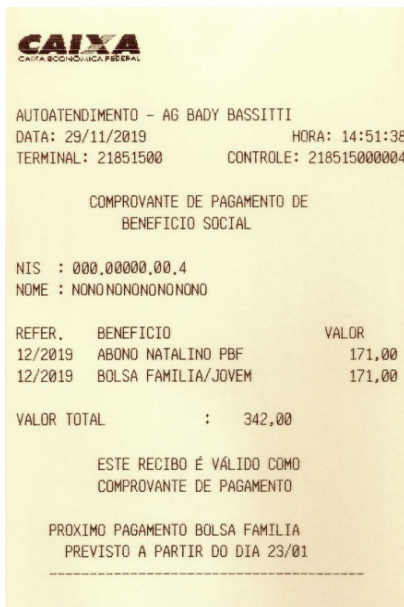 CAIXA
CAIXA ECONÔMICA FEDERAL
AUTOATENDIMENTO - AG BADY BASSITTI
DATA: 29/11/2019 HORA: 14:51:38
TERMINAL: 21851500 CONTROLE: 218515000004
COMPROVANTE DE PAGAMENTO DE
BENEFICIO SOCIAL
NIS : 000.00000.00.4
NOME : NONO NONONONONONO
REFER. BENEFICIO VALOR
12/2019 ABONO NATALINO PBF 171,00
12/2019 BOLSA FAMILIA/JOVEM 171,00
VALOR TOTAL : 342,00
ESTE RECIBO É VÁLIDO COMO
COMPROVANTE DE PAGAMENTO
PROXIMO PAGAMENTO BOLSA FAMILIA
PREVISTO A PARTIR DO DIA 23/01